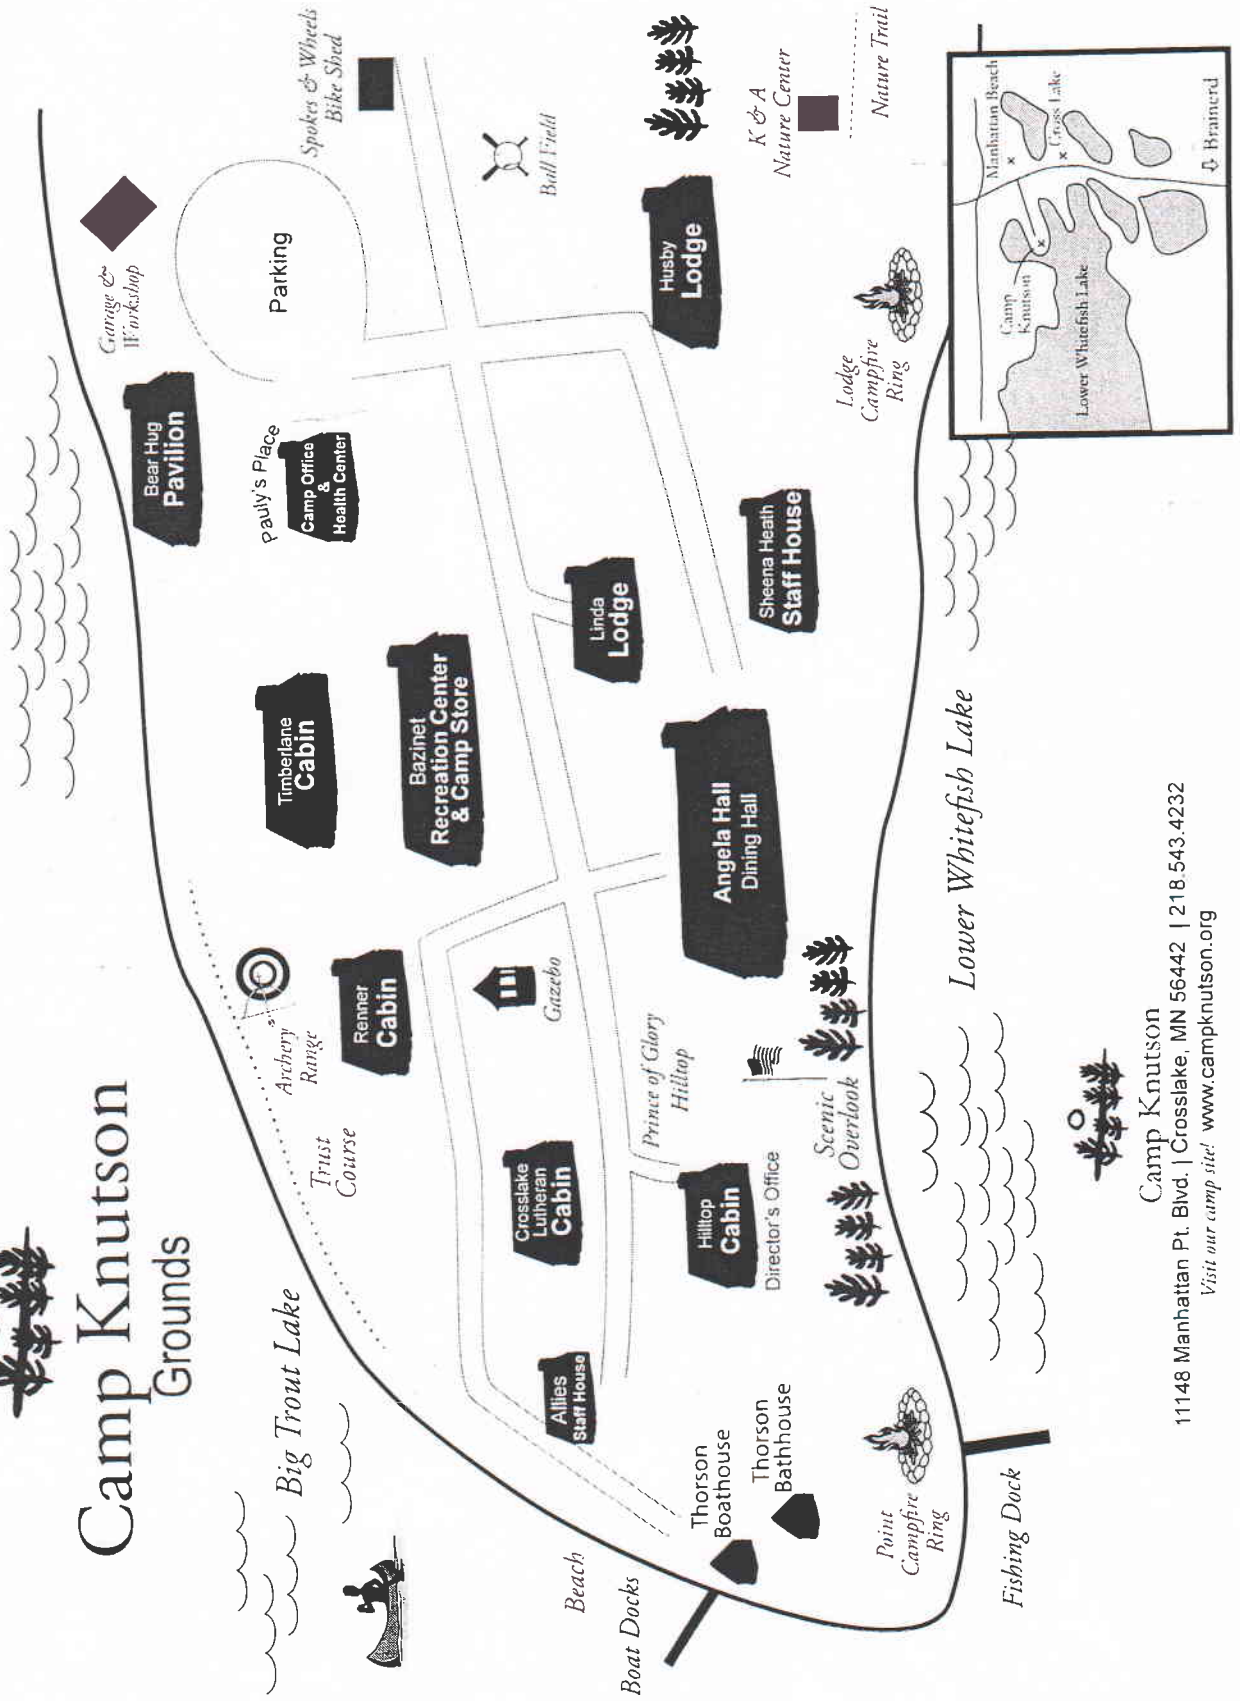 Camp Knutson
Grounds
Big Trout Lake
Garage &
Workshop
Spokes & Wheels
Bike Shed
Parking
Bear Hug
Pavilion
Pauly's Place
Camp Office
&
Health Center
Ball Field
K & A
Nature Center
Nature Trail
Husby
Lodge
Lodge
Campfire
Ring
Timberlane
Cabin
Bazinet
Recreation Center
& Camp Store
Linda
Lodge
Sheena Heath
Staff House
Archery
Range
Trust
Course
Renner
Cabin
Gazebo
Angela Hall
Dining Hall
Prince of Glory
Hilltop
Scenic
Overlook
Crosslake
Lutheran
Cabin
Hilltop
Cabin
Director's Office
Allies
Staff House
Thorson
Boathouse
Thorson
Bathhouse
Beach
Boat Docks
Point
Campfire
Ring
Fishing Dock
Lower Whitefish Lake
Manhattan Beach
Cross Lake
Camp
Knutson
Lower Whitefish Lake
Brainerd
Camp Knutson
11148 Manhattan Pt. Blvd. | Crosslake, MN 56442 | 218.543.4232
Visit our camp site! www.campknutson.org